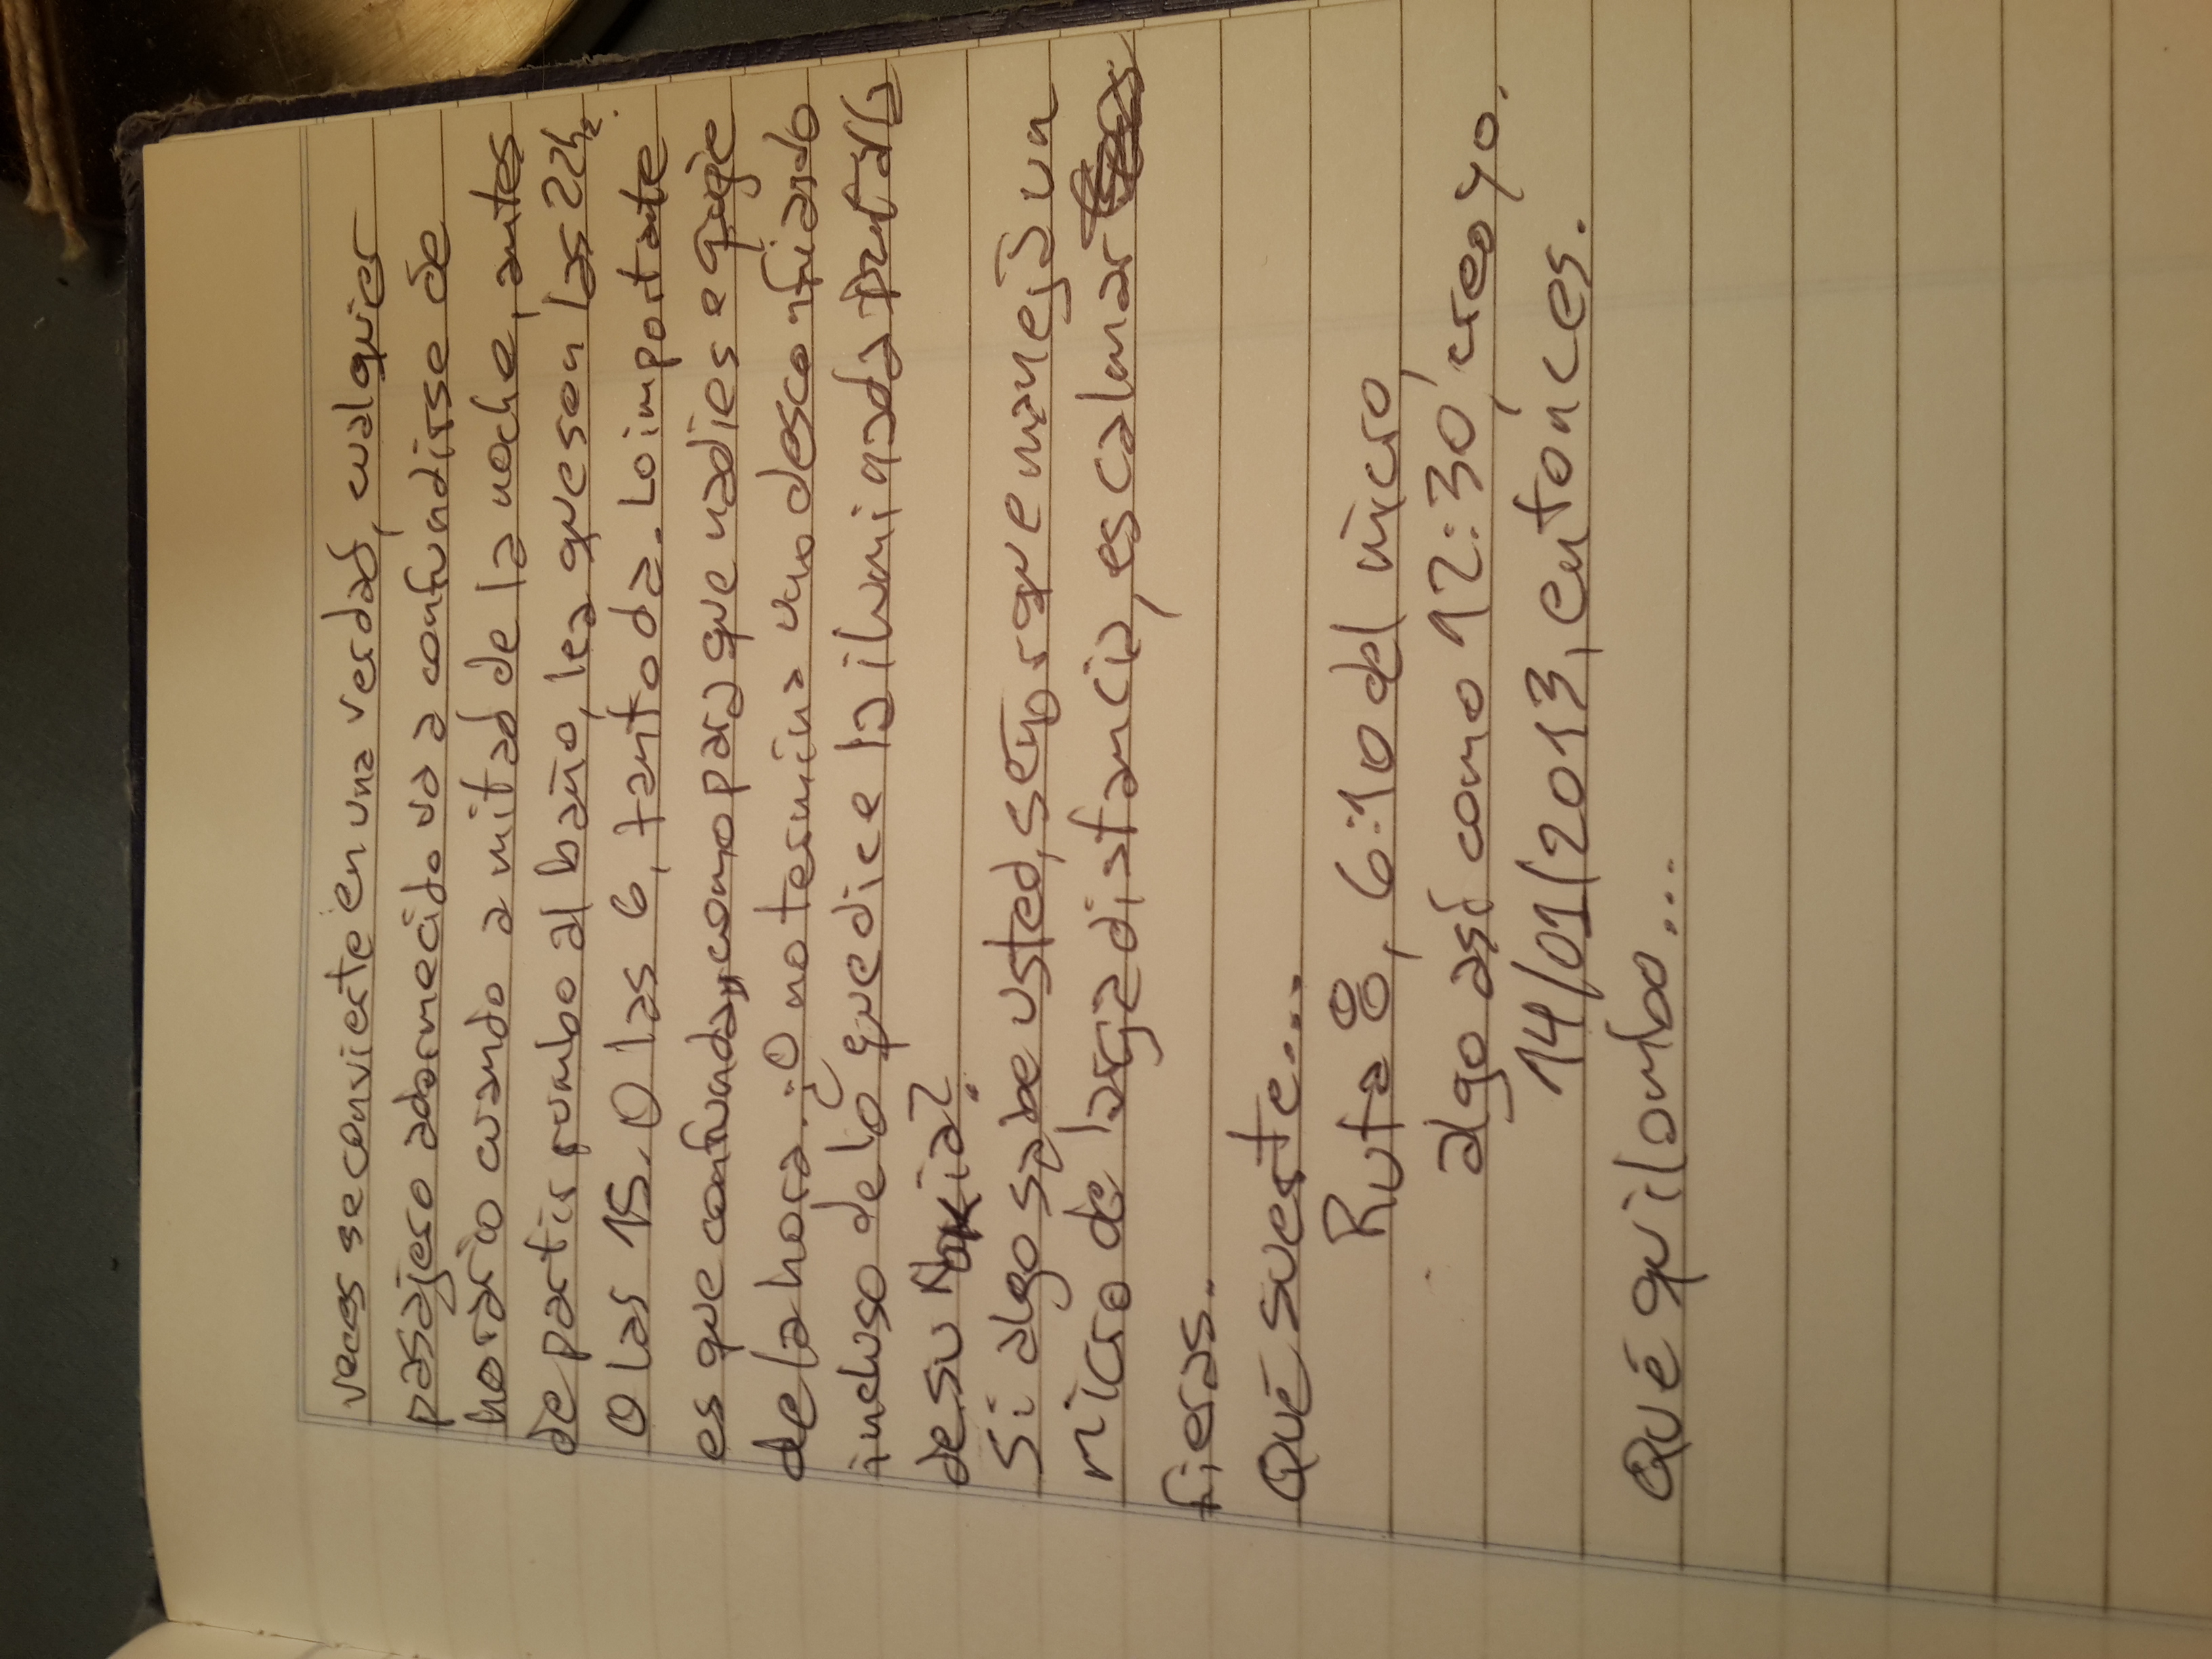 veces se convierte en una verdad, cualquier
pasajero adormecido va a confundirse de
horario cuando a mitad de la noche, antes
de partir rumbo al baño, lea que son las 22h.
O las 15. O las 6, tanto da. Lo importate
es que confunda, como para que nadie se queje
de la hora. ¿O no termina uno desconfiando
incluso de lo que dice la iluminada pantalla
de su Nokia?
Si algo sabe usted, señor que maneja un
micro de larga distancia, es calmar
fieras.
Qué suerte...
Ruta 8, 6:10 del micro,
algo así como 12:30, creo yo.
14/01/2013, entonces.
Qué quilombo...